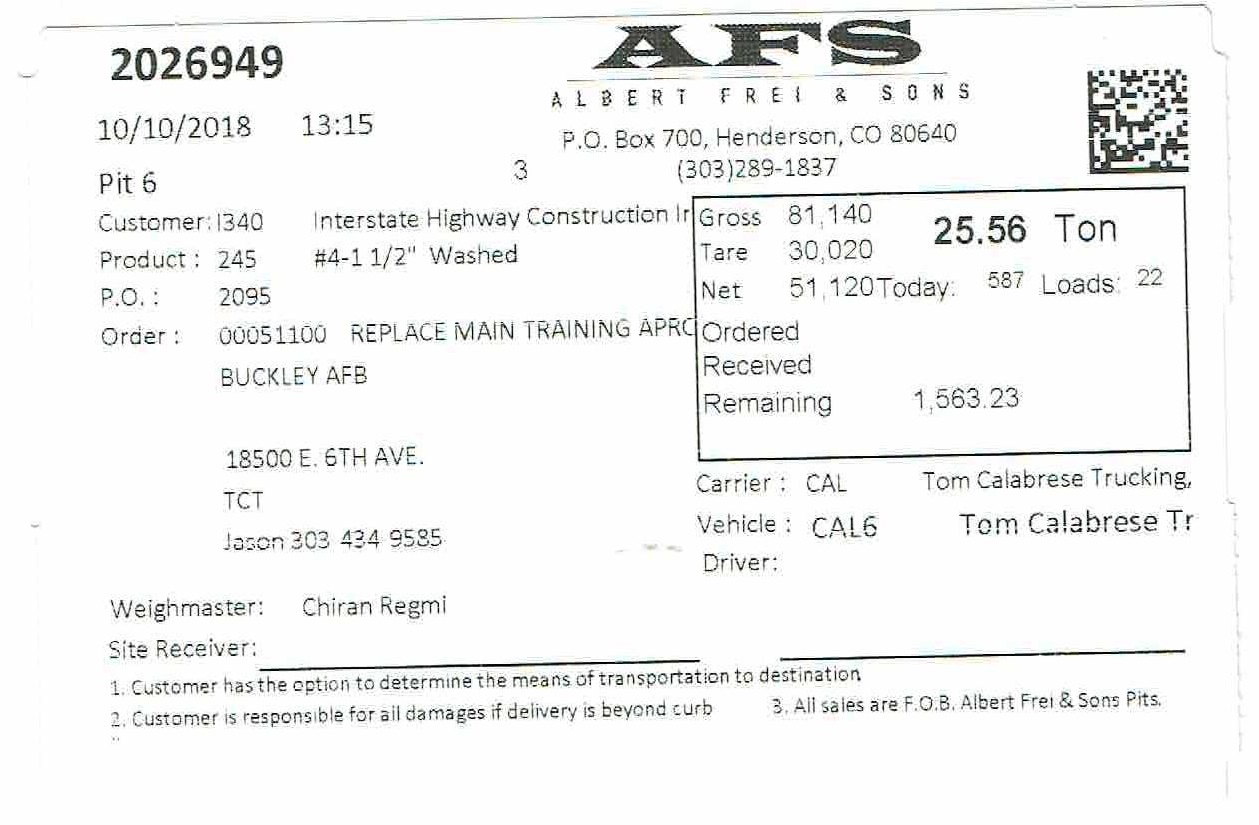 2026949
AFS
ALBERT FREI & SONS
10/10/2018 13:15
P.O. Box 700, Henderson, CO 80640
Pit 6 3 (303)289-1837
Customer: I340 Interstate Highway Construction Ir
Product : 245 #4-1 1/2" Washed
P.O. : 2095
Order : 00051100 REPLACE MAIN TRAINING APRO
BUCKLEY AFB
18500 E. 6TH AVE.
TCT
Jason 303 434 9585
Gross 81,140 25.56 Ton
Tare 30,020
Net 51,120 Today: 587 Loads: 22
Ordered
Received
Remaining 1,563.23
Carrier : CAL Tom Calabrese Trucking,
Vehicle : CAL6 Tom Calabrese Tr
Driver:
Weighmaster: Chiran Regmi
Site Receiver:
1. Customer has the option to determine the means of transportation to destination
2. Customer is responsible for all damages if delivery is beyond curb 3. All sales are F.O.B. Albert Frei & Sons Pits.